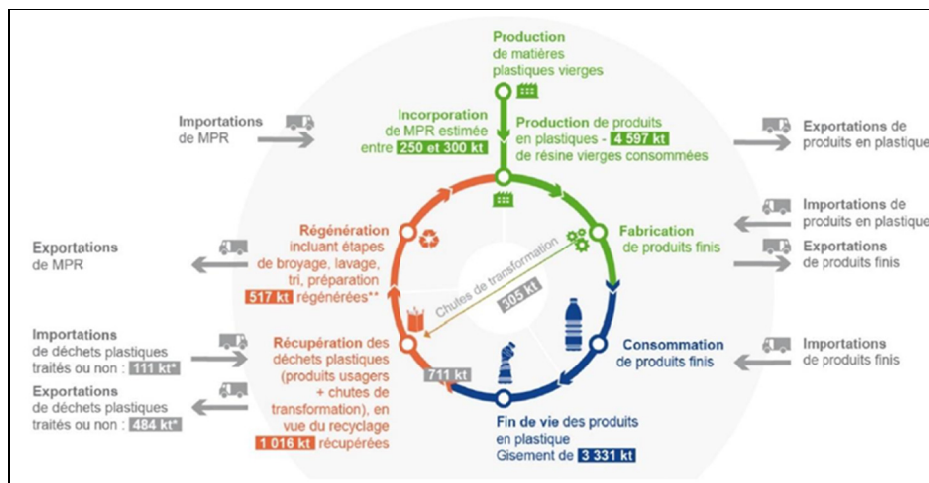 Production
de matières
plastiques vierges
Importations
de MPR
Incorporation
de MPR estimée
entre 250 et 300 kt
Production de produits
en plastiques - 4 597 kt
de résine vierges consommées
Exportations de
produits en plastique
Importations de
produits en plastique
Exportations
de produits finis
Régénération
incluant étapes
de broyage, lavage,
tri, préparation
517 kt régénérées**
Fabrication
de produits finis
Exportations
de MPR
Chutes de transformation
305 kt
Importations
de déchets plastiques
traités ou non : 111 kt*
Exportations
de déchets plastiques
traités ou non : 484 kt*
Récupération des
déchets plastiques
(produits usagers
+ chutes de
transformation), en
vue du recyclage
1 016 kt récupérées
711 kt
Consommation
de produits finis
Importations
de produits finis
Fin de vie des produits
en plastique
Gisement de 3 331 kt